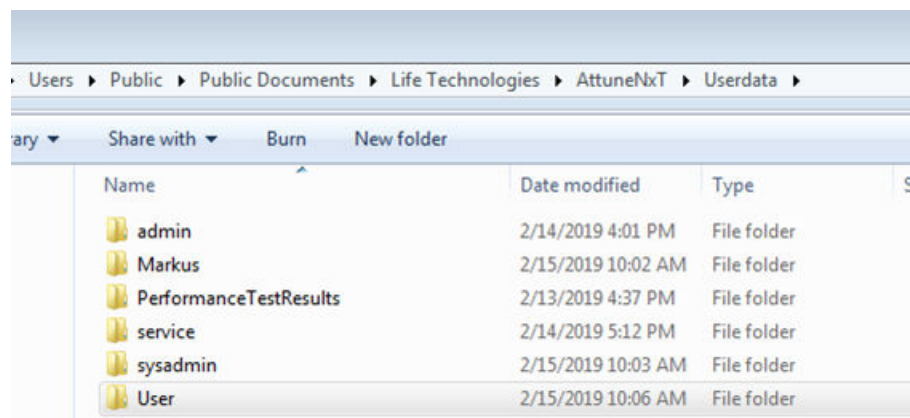 Users ▸ Public ▸ Public Documents ▸ Life Technologies ▸ AttuneNxT ▸ Userdata ▸
Share with Burn New folder
Name Date modified Type
admin 2/14/2019 4:01 PM File folder
Markus 2/15/2019 10:02 AM File folder
PerformanceTestResults 2/13/2019 4:37 PM File folder
service 2/14/2019 5:12 PM File folder
sysadmin 2/15/2019 10:03 AM File folder
User 2/15/2019 10:06 AM File folder